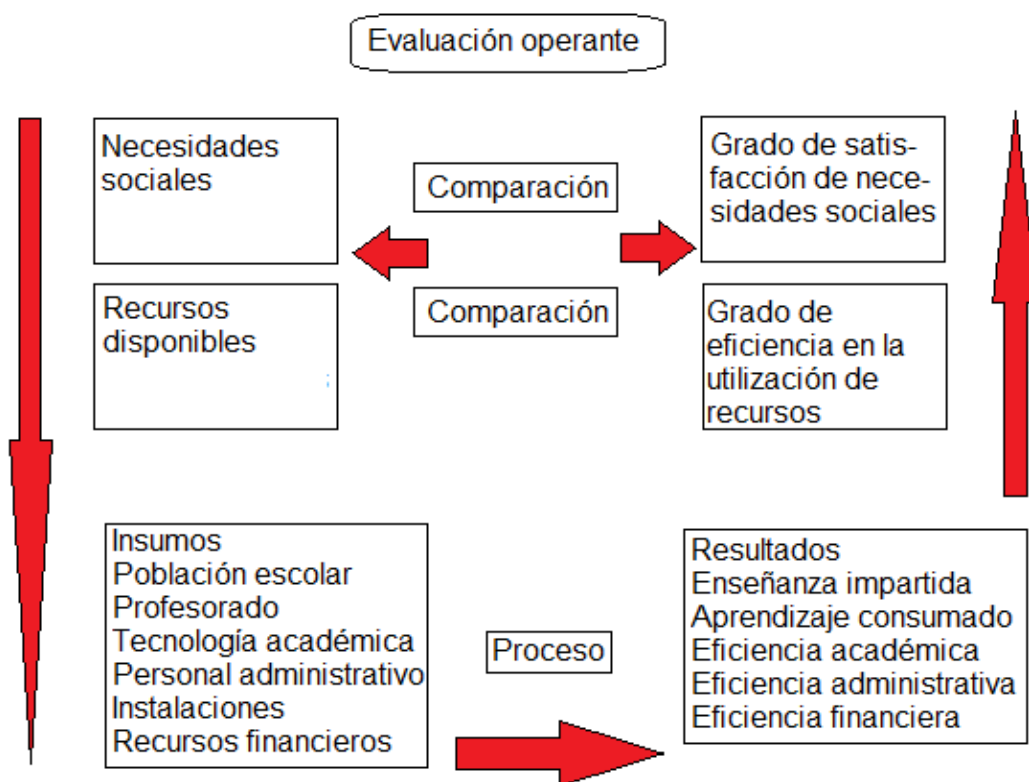 Evaluación operante
Necesidades
sociales
Comparación
Grado de satis-
facción de nece-
sidades sociales
Recursos
disponibles
Comparación
Grado de
eficiencia en la
utilización de
recursos
Insumos
Población escolar
Profesorado
Tecnología académica
Personal administrativo
Instalaciones
Recursos financieros
Proceso
Resultados
Enseñanza impartida
Aprendizaje consumado
Eficiencia académica
Eficiencia administrativa
Eficiencia financiera